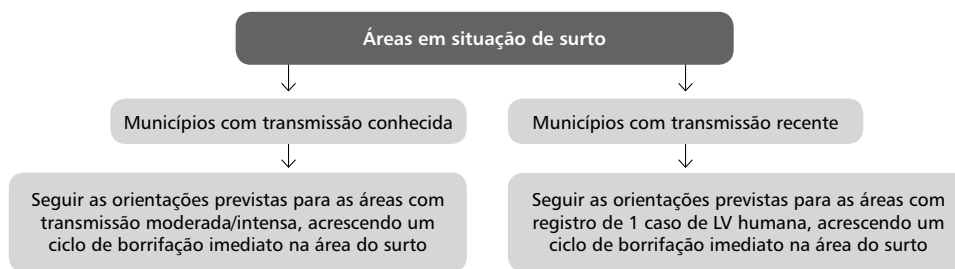 Áreas em situação de surto
Municípios com transmissão conhecida
Municípios com transmissão recente
Seguir as orientações previstas para as áreas com
transmissão moderada/intensa, acrescendo um
ciclo de borrifação imediato na área do surto
Seguir as orientações previstas para as áreas com
registro de 1 caso de LV humana, acrescendo um
ciclo de borrifação imediato na área do surto